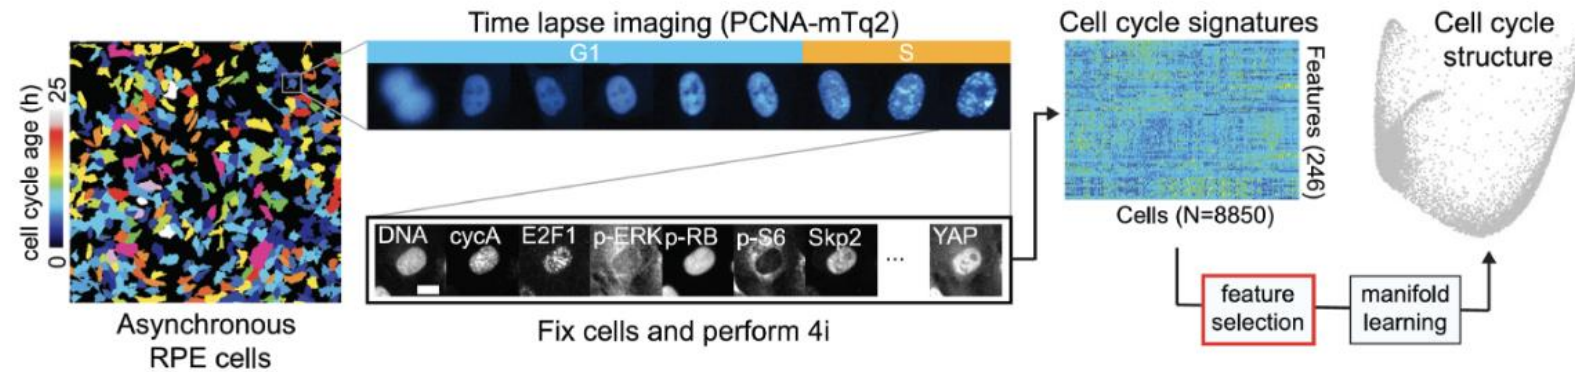 cell cycle age (h)
0
25
Asynchronous
RPE cells
Time lapse imaging (PCNA-mTq2)
G1
S
DNA
cycA
E2F1
p-ERK
p-RB
p-S6
Skp2
...
YAP
Fix cells and perform 4i
Cell cycle signatures
Features (246)
Cells (N=8850)
feature
selection
manifold
learning
Cell cycle
structure